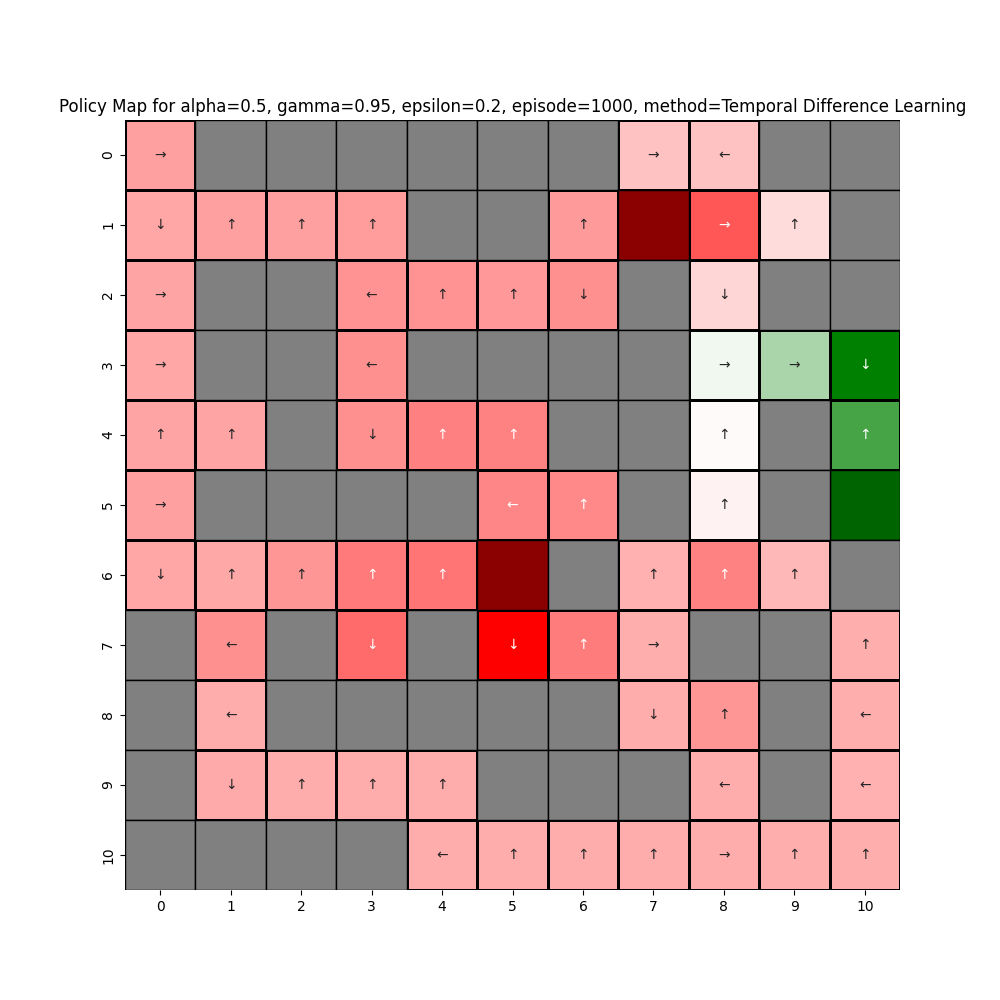 Policy Map for alpha=0.5, gamma=0.95, epsilon=0.2, episode=1000, method=Temporal Difference Learning
0 → → ←
1 ↓ ↑ ↑ ↑ ↑ → ↑
2 → ← ↑ ↑ ↓ ↓
3 → ← → → ↓
4 ↑ ↑ ↓ ↑ ↑ ↑ ↑
5 → ← ↑ ↑
6 ↓ ↑ ↑ ↑ ↑ ↑ ↑ ↑
7 ← ↓ ↓ ↑ → ↑
8 ← ↓ ↑ ←
9 ↓ ↑ ↑ ↑ ← ←
10 ← ↑ ↑ ↑ → ↑ ↑
0 1 2 3 4 5 6 7 8 9 10